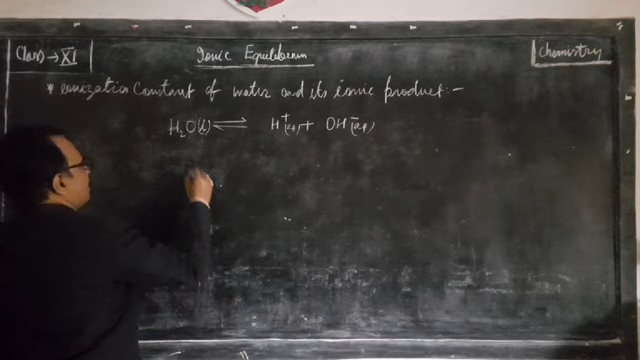 Class → XI
Ionic Equilibrium
Chemistry
* Ionization Constant of water and its ionic product:-
H₂O(l) ⇌ H⁺(aq) + OH⁻(aq)